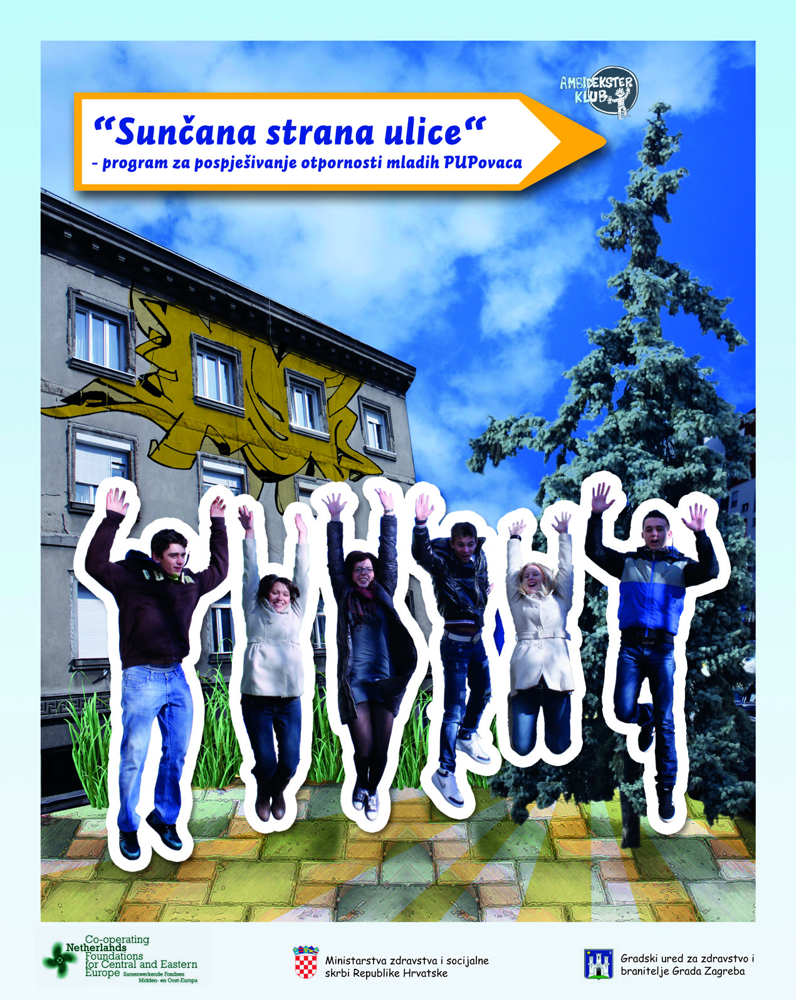 AMBIDEKSTER
KLUB
“Sunčana strana ulice“
- program za pospješivanje otpornosti mladih PUPovaca
Co-operating
Netherlands
Foundations
for Central and Eastern
Europe Samenwerkende Fondsen
Midden- en Oost-Europa
Ministarstva zdravstva i socijalne
skrbi Republike Hrvatske
Gradski ured za zdravstvo i
branitelje Grada Zagreba